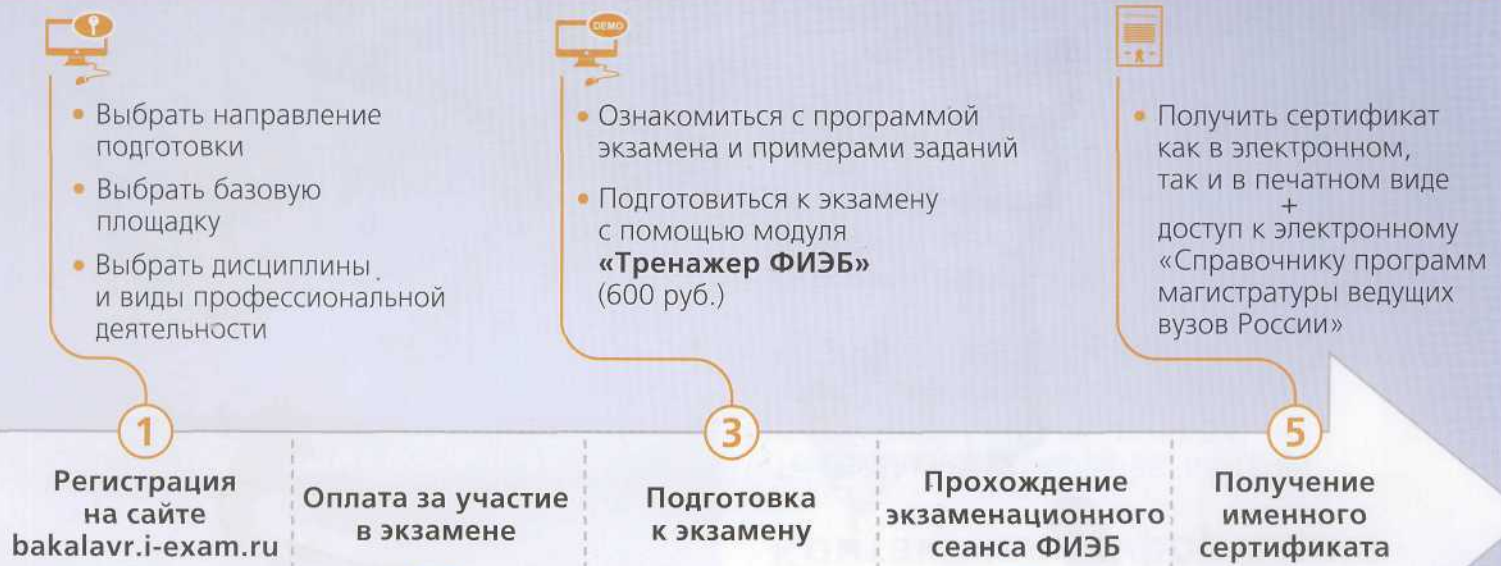 DEMO
• Выбрать направление
подготовки
• Выбрать базовую
площадку
• Выбрать дисциплины
и виды профессиональной
деятельности
• Ознакомиться с программой
экзамена и примерами заданий
• Подготовиться к экзамену
с помощью модуля
«Тренажер ФИЭБ»
(600 руб.)
• Получить сертификат
как в электронном,
так и в печатном виде
+
доступ к электронному
«Справочнику программ
магистратуры ведущих
вузов России»
1
Регистрация
на сайте
bakalavr.i-exam.ru
Оплата за участие
в экзамене
3
Подготовка
к экзамену
Прохождение
экзаменационного
сеанса ФИЭБ
5
Получение
именного
сертификата